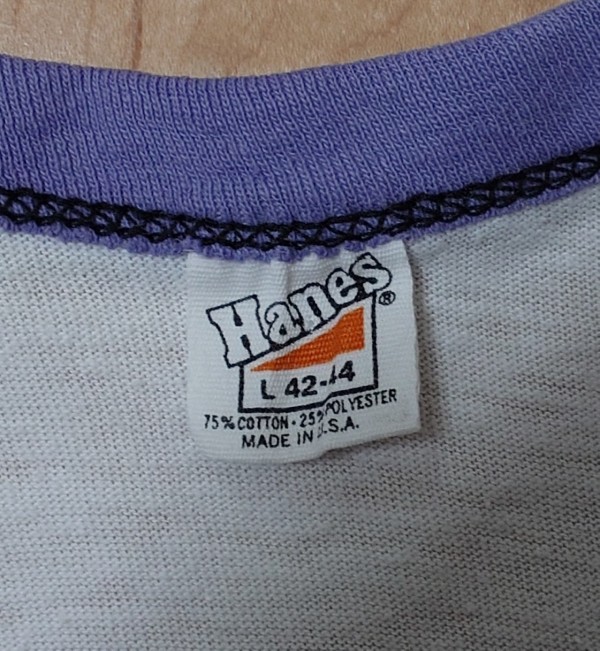 Hanes®
L 42-44
75% COTTON · 25% POLYESTER
MADE IN U.S.A.